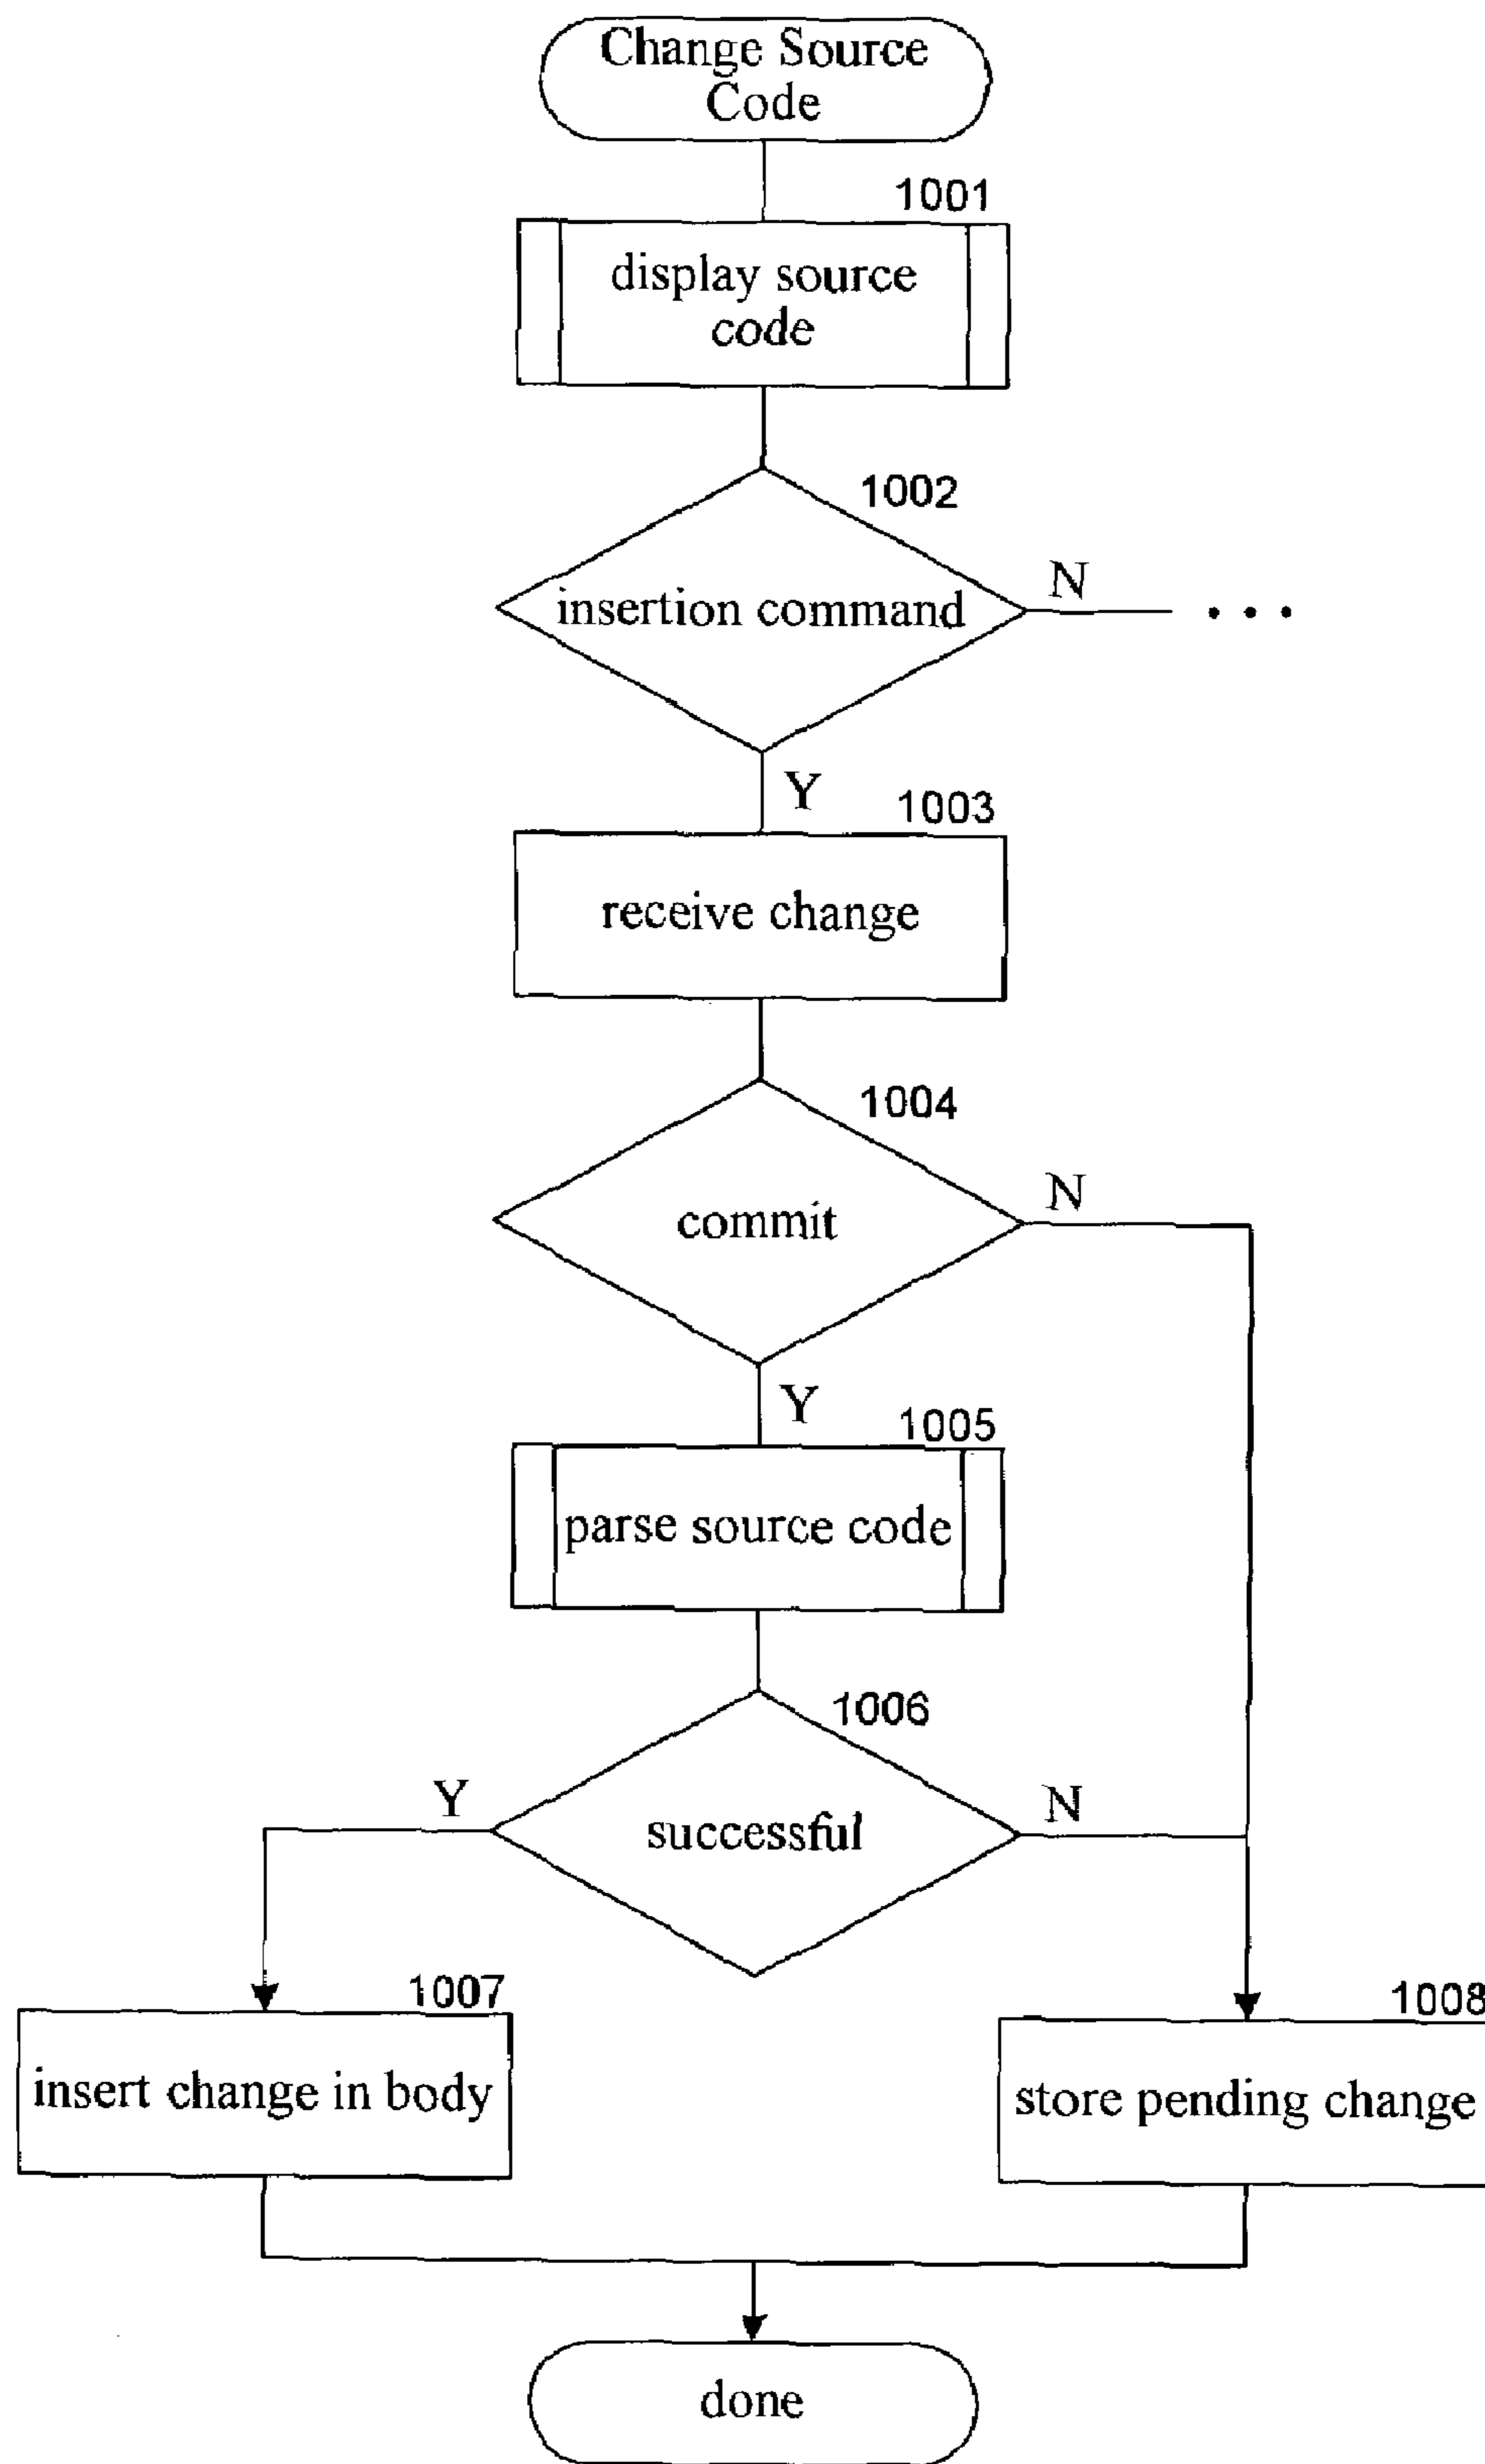 Change Source
Code
1001
display source
code
1002
insertion command
N
. . .
Y
1003
receive change
1004
commit
N
Y
1005
parse source code
1006
Y
successful
N
1007
insert change in body
1008
store pending change
done